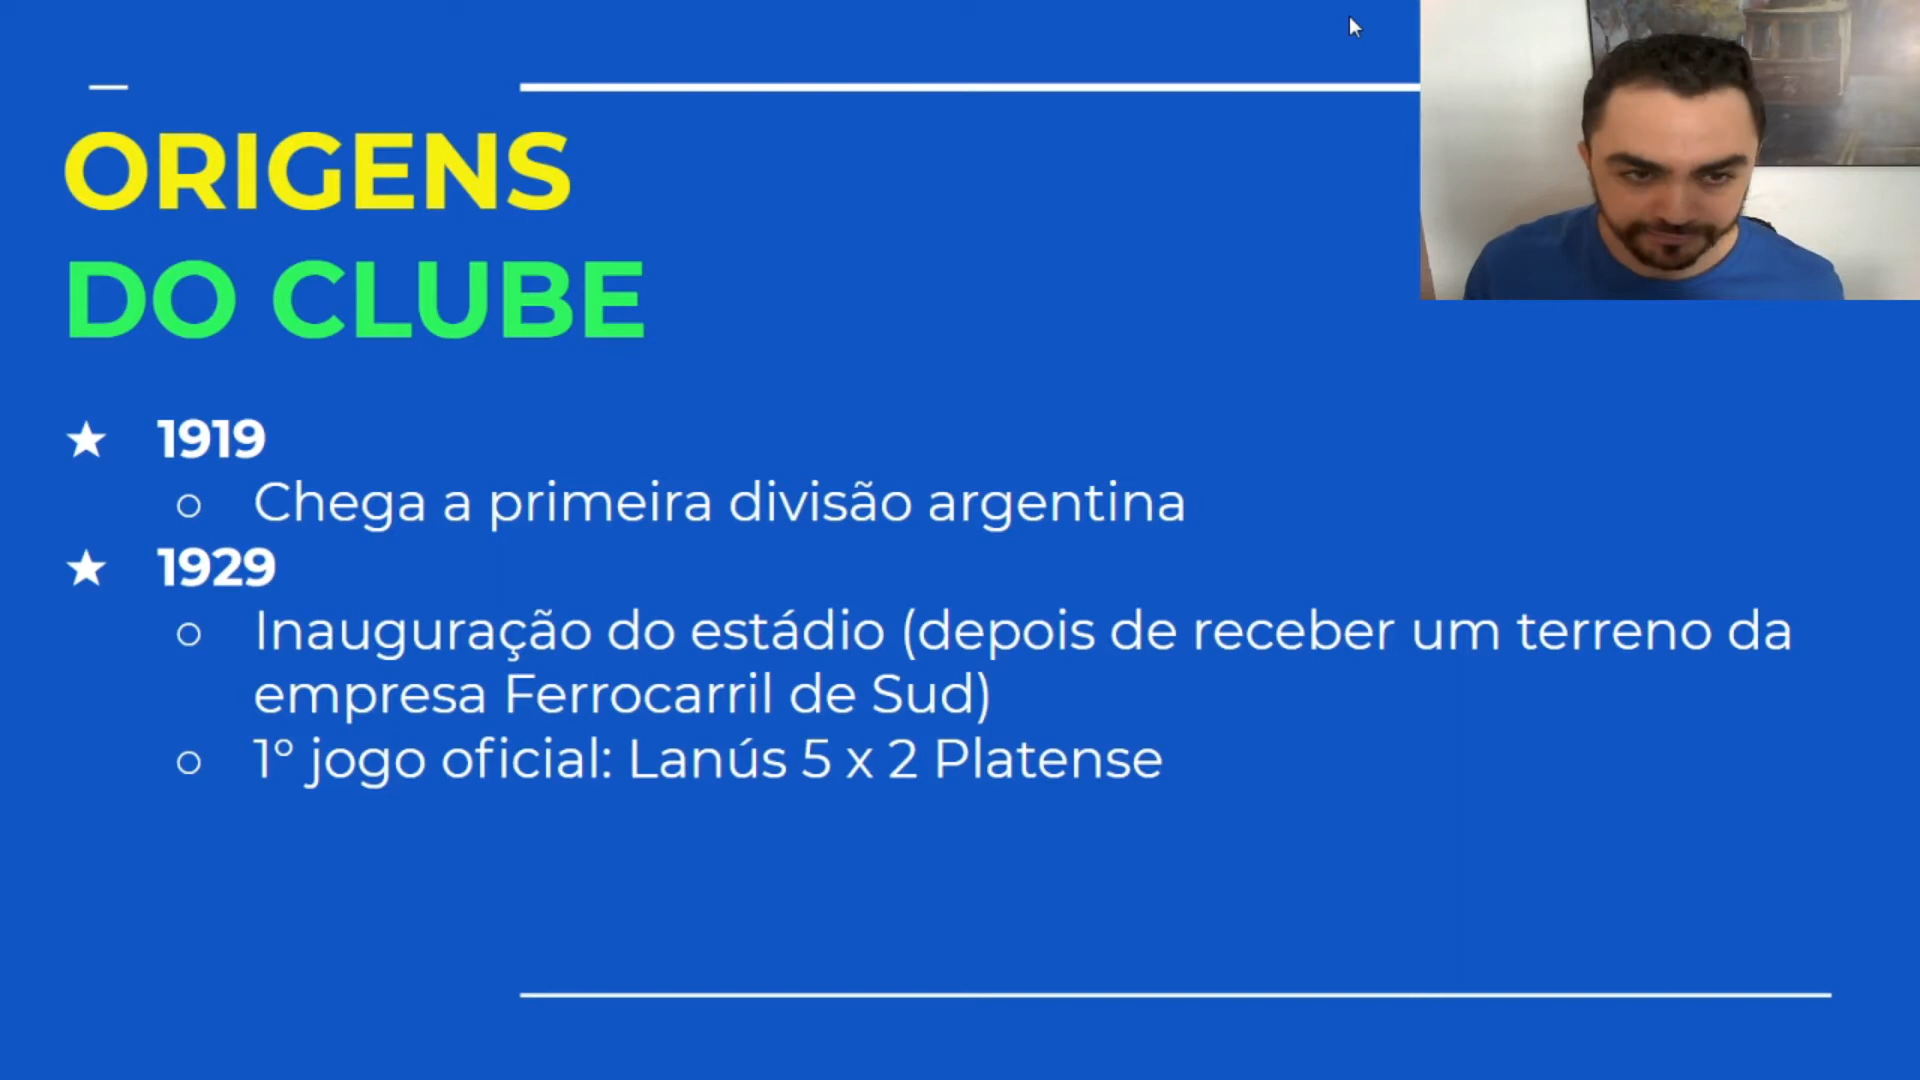 ORIGENS
DO CLUBE
★ 1919
○ Chega a primeira divisão argentina
★ 1929
○ Inauguração do estádio (depois de receber um terreno da
empresa Ferrocarril de Sud)
○ 1° jogo oficial: Lanús 5 x 2 Platense